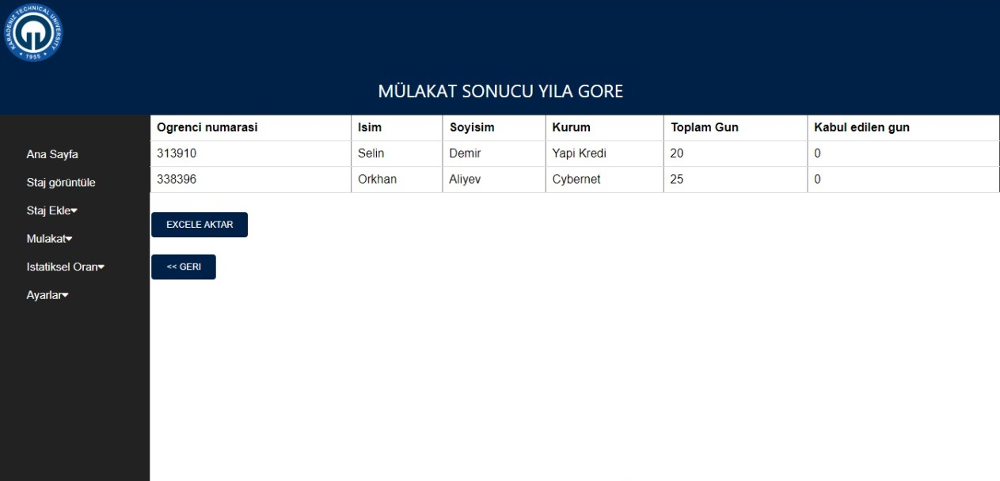 KARADENIZ TECHNICAL UNIVERSITY
• 1955 •
MÜLAKAT SONUCU YILA GORE
Ana Sayfa
Staj görüntüle
Staj Ekle
Mulakat
Istatiksel Oran
Ayarlar
Ogrenci numarasi Isim Soyisim Kurum Toplam Gun Kabul edilen gun
313910 Selin Demir Yapi Kredi 20 0
338396 Orkhan Aliyev Cybernet 25 0
EXCELE AKTAR
<< GERI